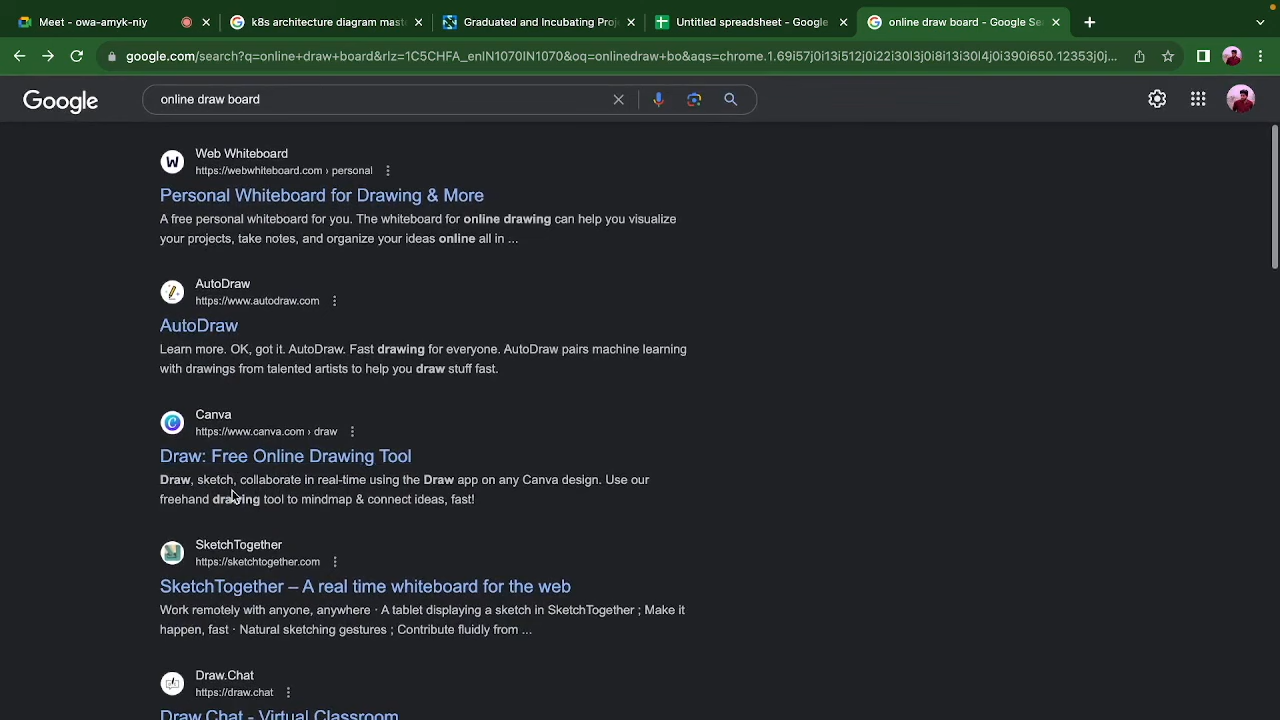 Meet - owa-amyk-niy
k8s architecture diagram mast
Graduated and Incubating Proj
Untitled spreadsheet - Google
online draw board - Google Se
google.com/search?q=online+draw+board&rlz=1C5CHFA_enIN1070IN1070&oq=onlinedraw+bo&aqs=chrome.1.69i57j0i13i512j0i22i30l3j0i8i13i30l4j0i390i650.12353j0j...
Google
online draw board
W
Web Whiteboard
https://webwhiteboard.com › personal
Personal Whiteboard for Drawing & More
A free personal whiteboard for you. The whiteboard for online drawing can help you visualize
your projects, take notes, and organize your ideas online all in ...
AutoDraw
https://www.autodraw.com
AutoDraw
Learn more. OK, got it. AutoDraw. Fast drawing for everyone. AutoDraw pairs machine learning
with drawings from talented artists to help you draw stuff fast.
Canva
https://www.canva.com › draw
Draw: Free Online Drawing Tool
Draw, sketch, collaborate in real-time using the Draw app on any Canva design. Use our
freehand drawing tool to mindmap & connect ideas, fast!
SketchTogether
https://sketchtogether.com
SketchTogether – A real time whiteboard for the web
Work remotely with anyone, anywhere · A tablet displaying a sketch in SketchTogether ; Make it
happen, fast · Natural sketching gestures ; Contribute fluidly from ...
Draw.Chat
https://draw.chat
Draw.Chat - Virtual Classroom